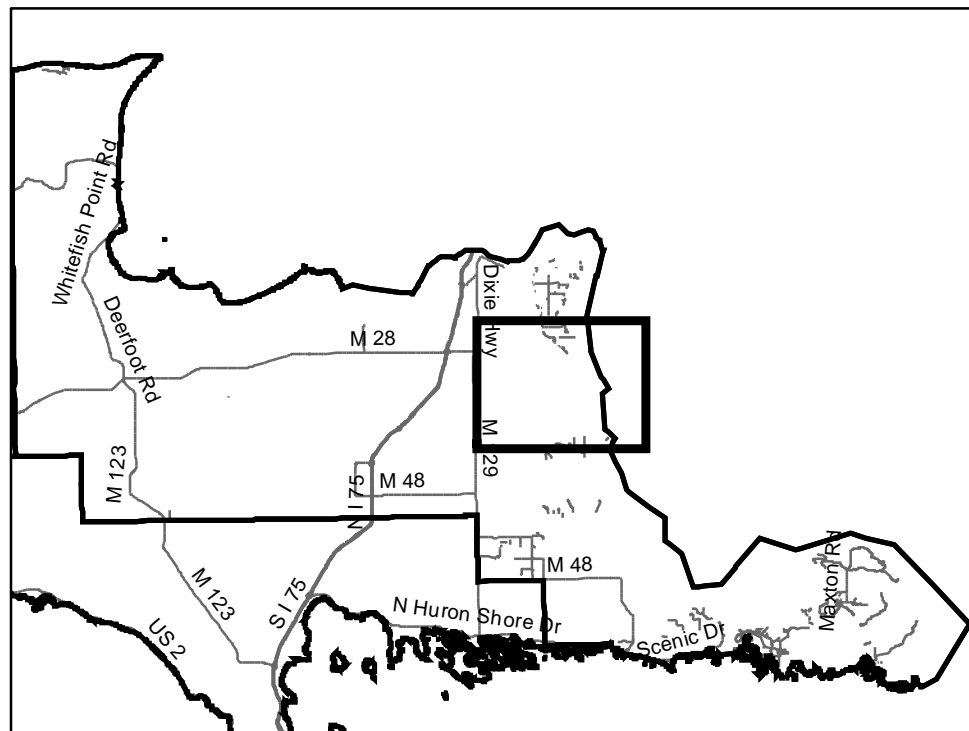 Whitefish Point Rd
Dixie Hwy
Deerfoot Rd
M 28
M 129
M 123
N I 75
M 48
M 48
M 123
S I 75
N Huron Shore Dr
Maxton Rd
US 2
Scenic Dr